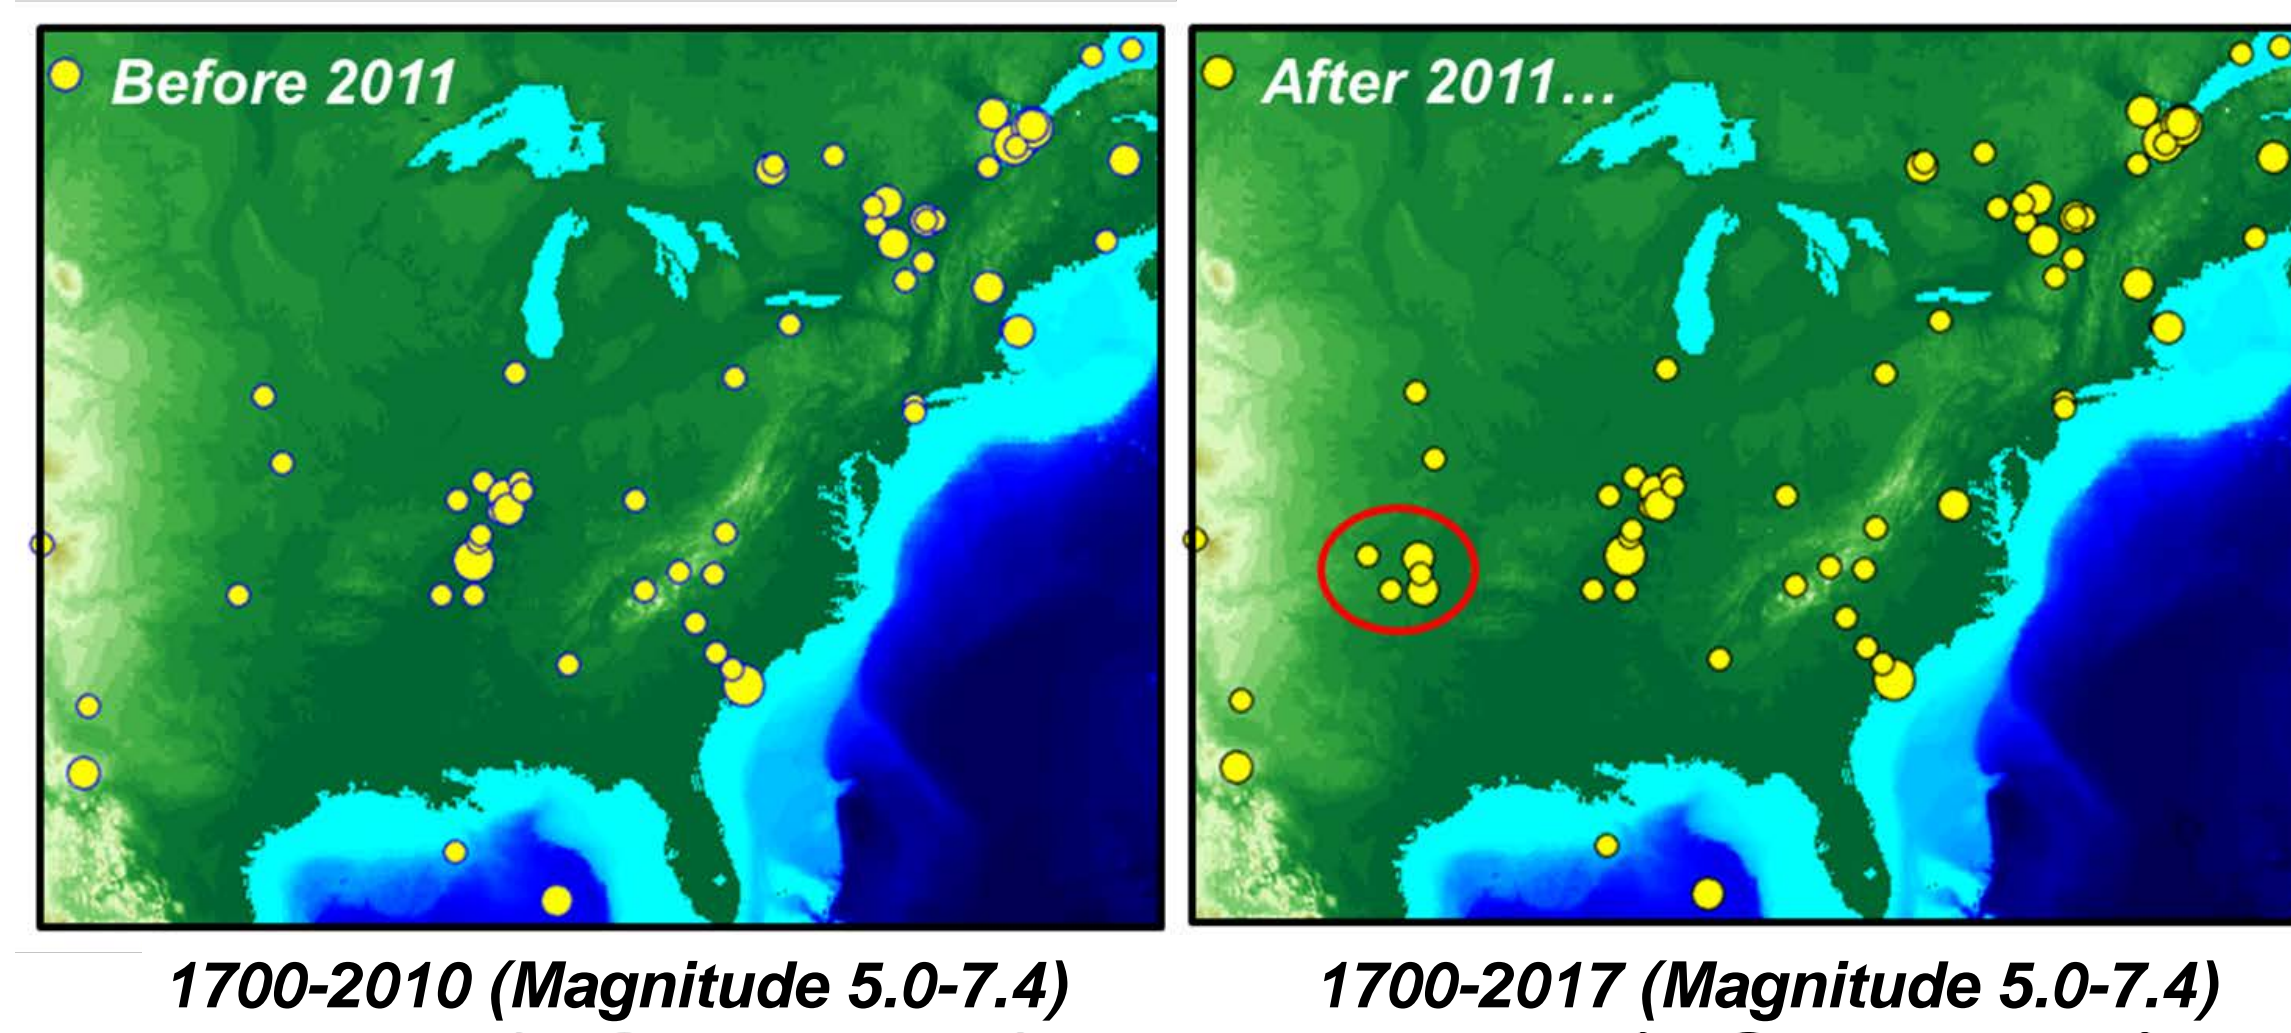 Before 2011
After 2011...
1700-2010 (Magnitude 5.0-7.4)
1700-2017 (Magnitude 5.0-7.4)